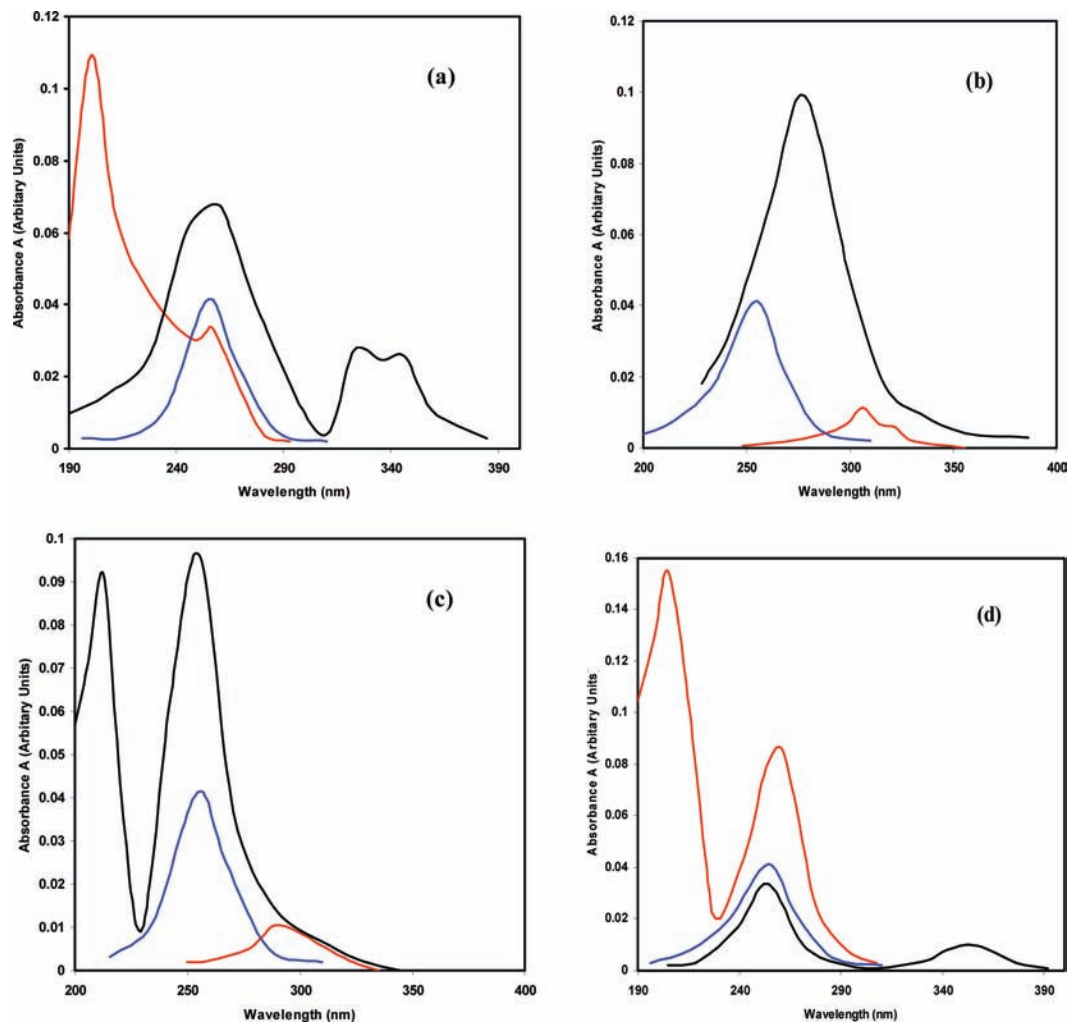 0.12
0.1
0.08
0.06
0.04
0.02
0
Absorbance A (Arbitary Units)
(a)
190 240 290 340 390
Wavelength (nm)
0.12
0.1
0.08
0.06
0.04
0.02
0
Absorbance A (Arbitary Units)
(b)
200 250 300 350 400
Wavelength (nm)
0.1
0.09
0.08
0.07
0.06
0.05
0.04
0.03
0.02
0.01
0
Absorbance A (Arbitary Units)
(c)
200 250 300 350 400
Wavelength (nm)
0.16
0.14
0.12
0.1
0.08
0.06
0.04
0.02
0
Absorbance A (Arbitary Units)
(d)
190 240 290 340 390
Wavelength (nm)